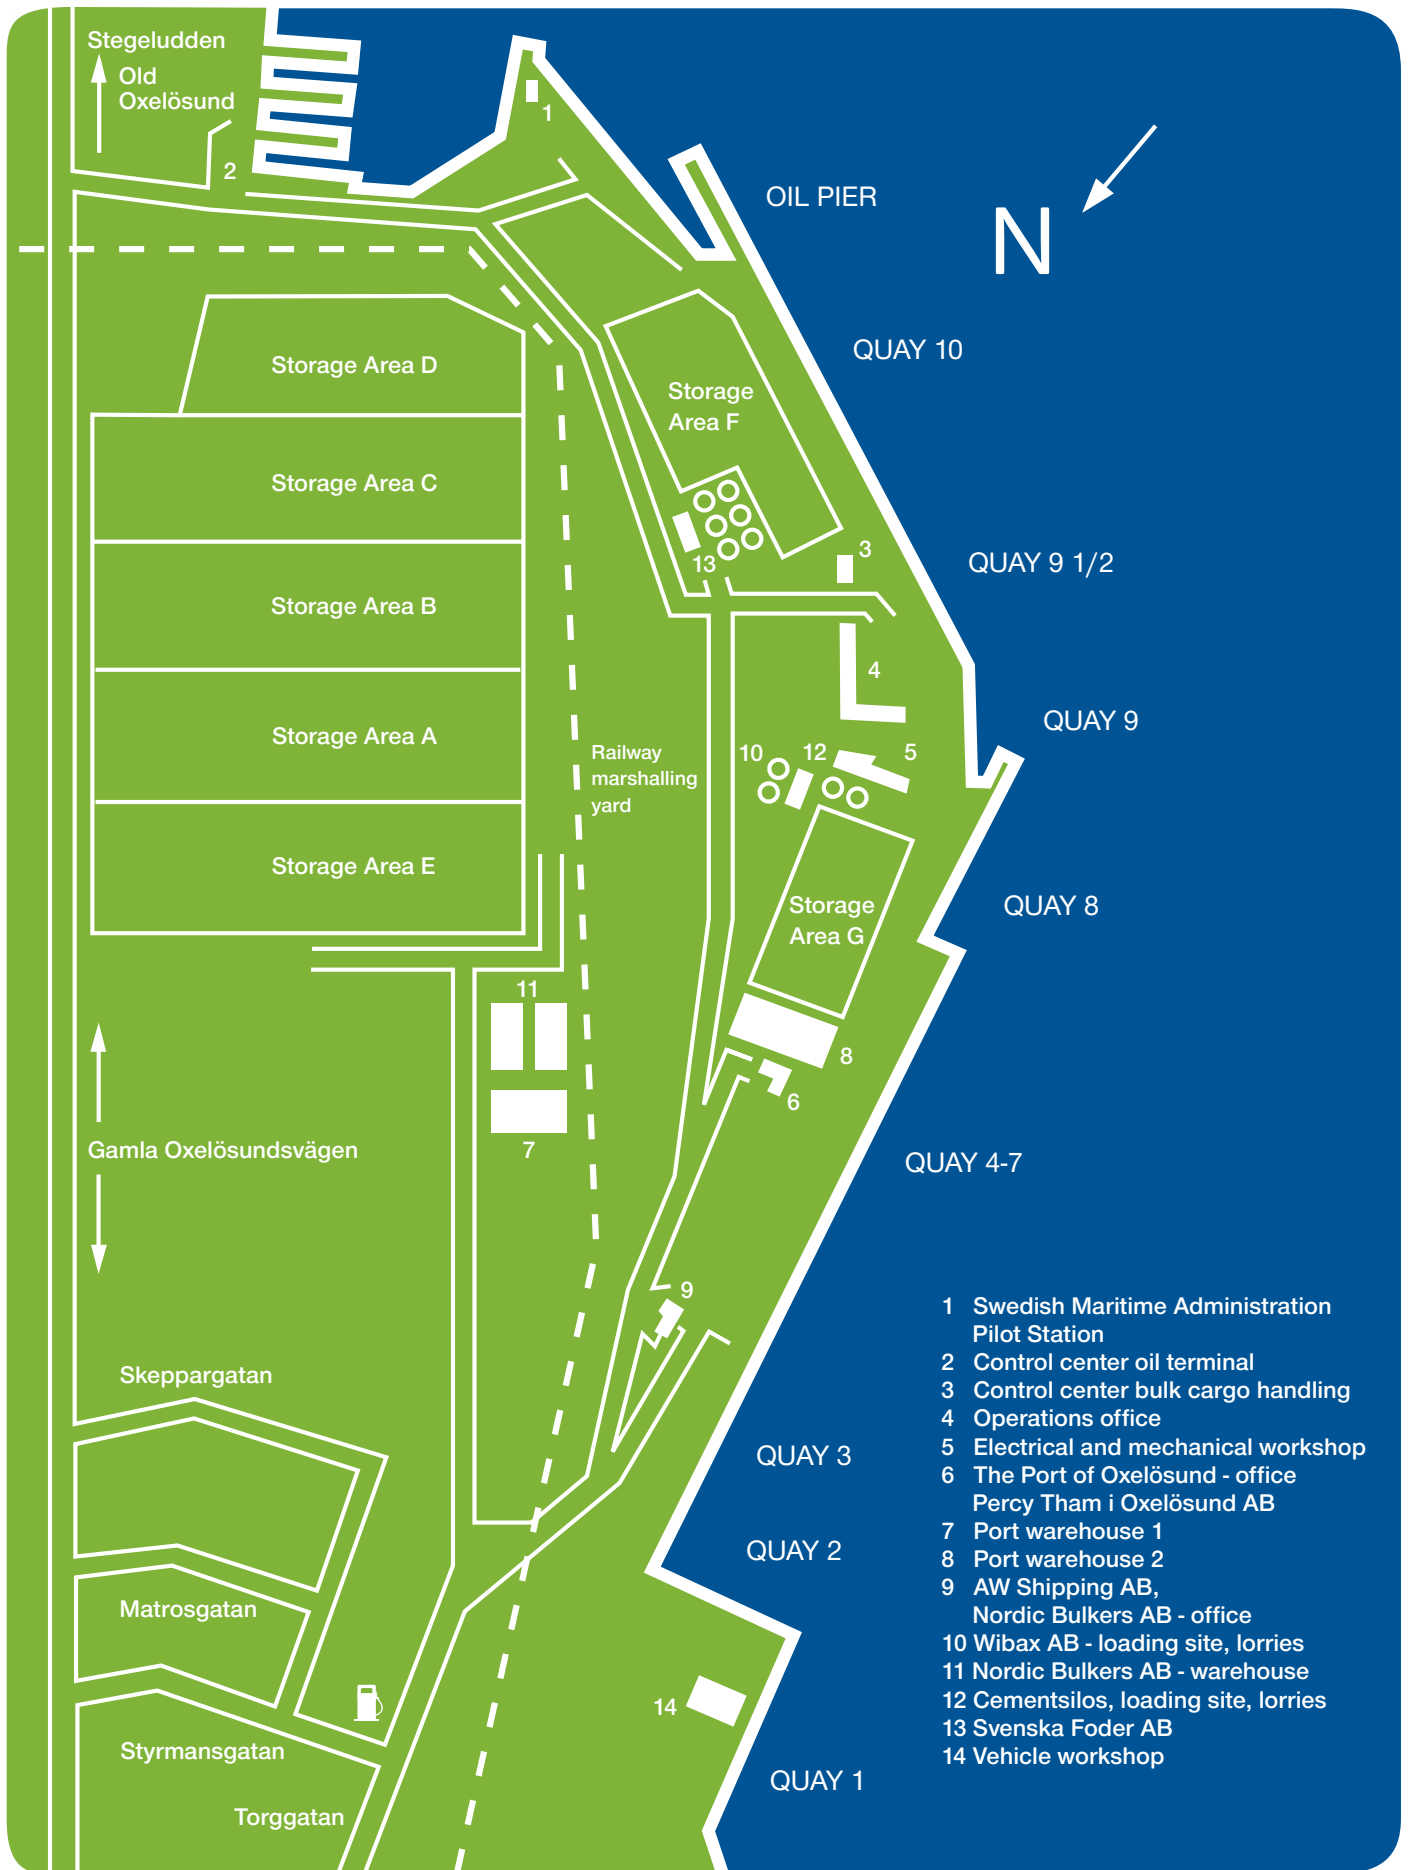 Stegeludden
Old
Oxelösund
1
2
OIL PIER
N
QUAY 10
Storage Area D
Storage
Area F
Storage Area C
13
3
QUAY 9 1/2
Storage Area B
4
QUAY 9
Storage Area A
Railway
marshalling
yard
10
12
5
Storage Area E
Storage
Area G
QUAY 8
11
8
6
7
Gamla Oxelösundsvägen
QUAY 4-7
9
Skeppargatan
QUAY 3
QUAY 2
Matrosgatan
14
Styrmansgatan
QUAY 1
Torggatan
1 Swedish Maritime Administration
Pilot Station
2 Control center oil terminal
3 Control center bulk cargo handling
4 Operations office
5 Electrical and mechanical workshop
6 The Port of Oxelösund - office
Percy Tham i Oxelösund AB
7 Port warehouse 1
8 Port warehouse 2
9 AW Shipping AB,
Nordic Bulkers AB - office
10 Wibax AB - loading site, lorries
11 Nordic Bulkers AB - warehouse
12 Cementsilos, loading site, lorries
13 Svenska Foder AB
14 Vehicle workshop